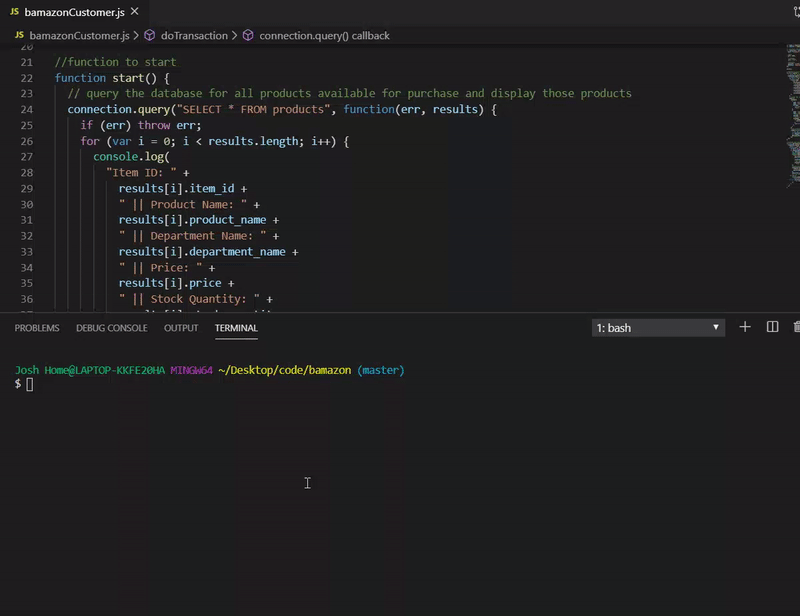 JS bamazonCustomer.js
JS bamazonCustomer.js > doTransaction > connection.query() callback
20
21 //function to start
22 function start() {
23 // query the database for all products available for purchase and display those products
24 connection.query("SELECT * FROM products", function(err, results) {
25 if (err) throw err;
26 for (var i = 0; i < results.length; i++) {
27 console.log(
28 "Item ID: " +
29 results[i].item_id +
30 " || Product Name: " +
31 results[i].product_name +
32 " || Department Name: " +
33 results[i].department_name +
34 " || Price: " +
35 results[i].price +
36 " || Stock Quantity: " +
PROBLEMS DEBUG CONSOLE OUTPUT TERMINAL 1: bash
Josh Home@LAPTOP-KKFE20HA MINGW64 ~/Desktop/code/bamazon (master)
$